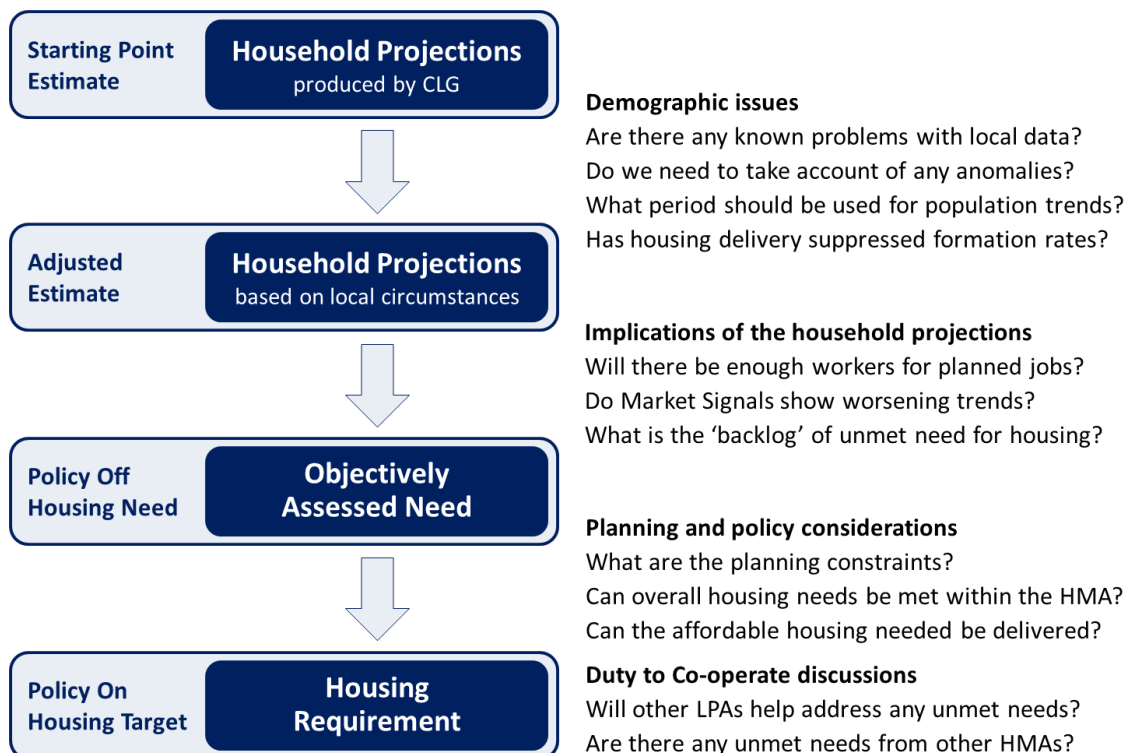 Starting Point
Estimate
Household Projections
produced by CLG
Demographic issues
Are there any known problems with local data?
Do we need to take account of any anomalies?
What period should be used for population trends?
Has housing delivery suppressed formation rates?
Adjusted
Estimate
Household Projections
based on local circumstances
Implications of the household projections
Will there be enough workers for planned jobs?
Do Market Signals show worsening trends?
What is the ‘backlog’ of unmet need for housing?
Policy Off
Housing Need
Objectively
Assessed Need
Planning and policy considerations
What are the planning constraints?
Can overall housing needs be met within the HMA?
Can the affordable housing needed be delivered?
Policy On
Housing Target
Housing
Requirement
Duty to Co-operate discussions
Will other LPAs help address any unmet needs?
Are there any unmet needs from other HMAs?